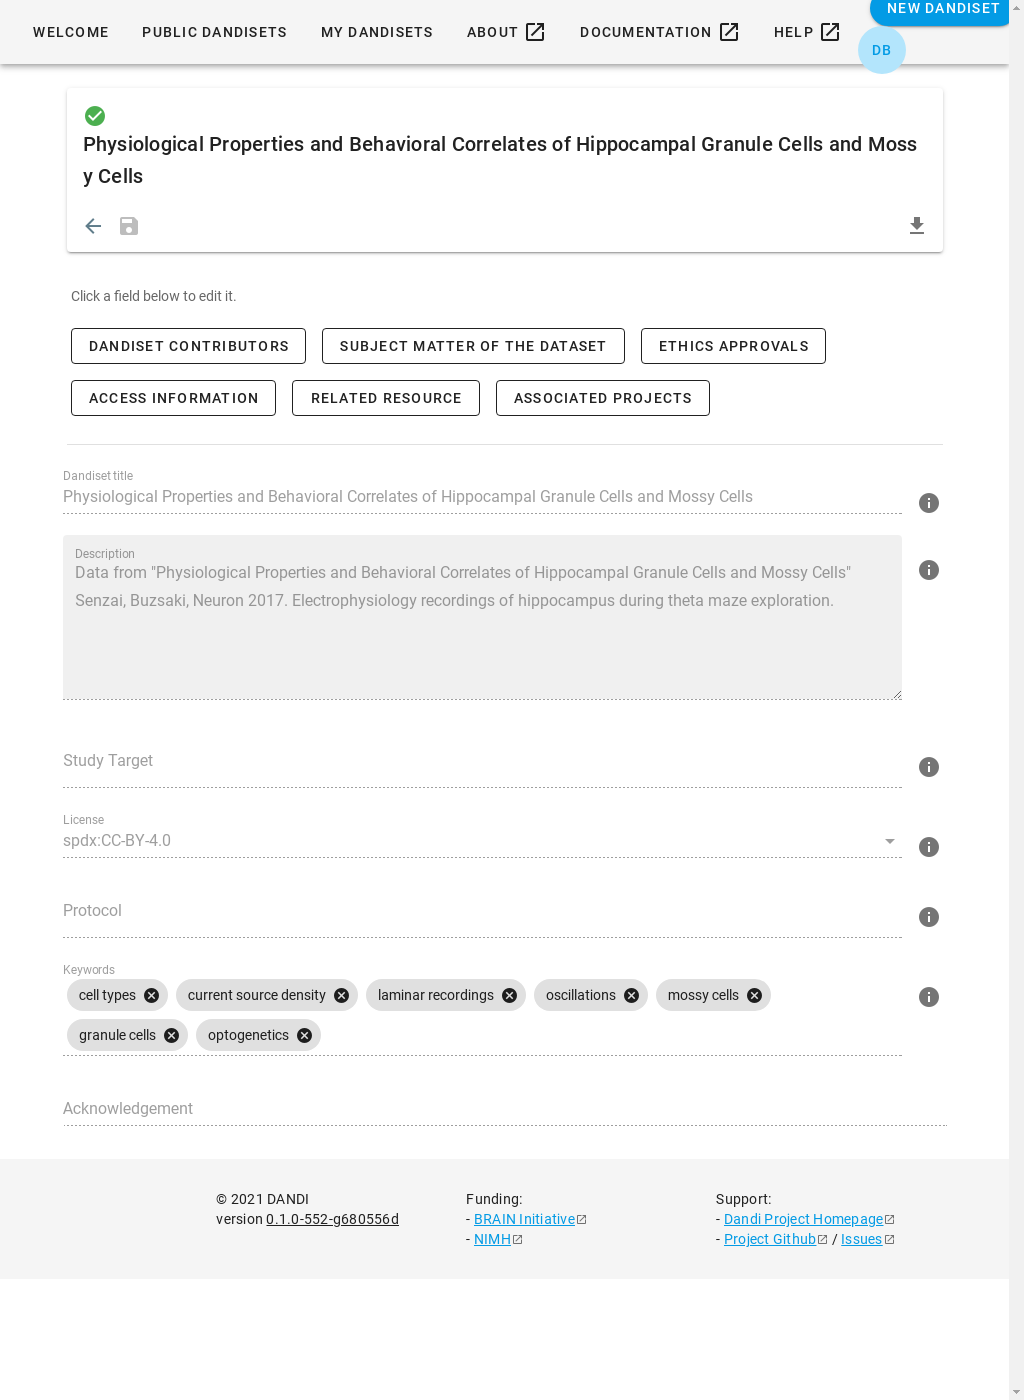 NEW DANDISET
WELCOME PUBLIC DANDISETS MY DANDISETS ABOUT DOCUMENTATION HELP
DB
Physiological Properties and Behavioral Correlates of Hippocampal Granule Cells and Moss
y Cells
Click a field below to edit it.
DANDISET CONTRIBUTORS SUBJECT MATTER OF THE DATASET ETHICS APPROVALS
ACCESS INFORMATION RELATED RESOURCE ASSOCIATED PROJECTS
Dandiset title
Physiological Properties and Behavioral Correlates of Hippocampal Granule Cells and Mossy Cells
Description
Data from "Physiological Properties and Behavioral Correlates of Hippocampal Granule Cells and Mossy Cells"
Senzai, Buzsaki, Neuron 2017. Electrophysiology recordings of hippocampus during theta maze exploration.
Study Target
License
spdx:CC-BY-4.0
Protocol
Keywords
cell types current source density laminar recordings oscillations mossy cells
granule cells optogenetics
Acknowledgement
© 2021 DANDI
version 0.1.0-552-g680556d
Funding:
- BRAIN Initiative
- NIMH
Support:
- Dandi Project Homepage
- Project Github / Issues